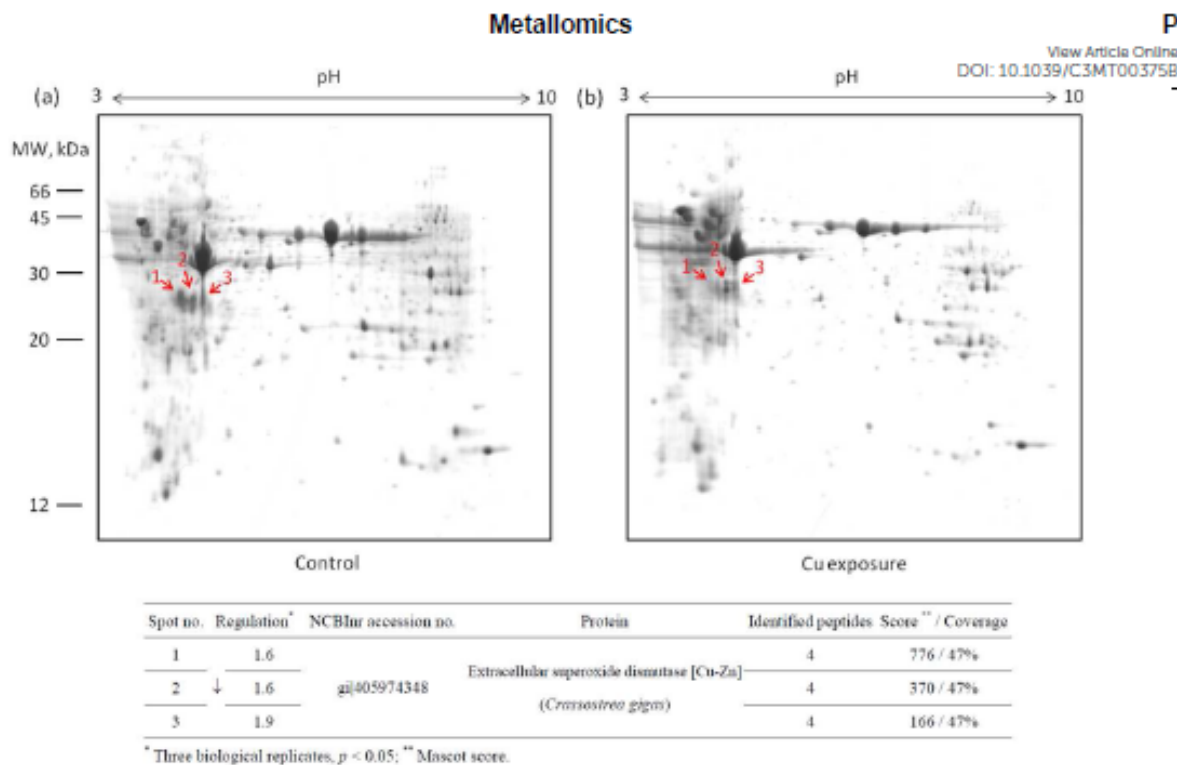 Metallomics
P
View Article Online
DOI: 10.1039/C3MT00375B
(a) 3 pH 10
(b) 3 pH 10
MW, kDa
66
45
30
20
12
1 2 3
1 2 3
Control
Cu exposure
Spot no. Regulation* NCBInr accession no. Protein Identified peptides Score** / Coverage
1 1.6 4 776 / 47%
Extracellular superoxide dismutase [Cu-Zn]
2 ↓ 1.6 gi|405974348 4 370 / 47%
(Crassostrea gigas)
3 1.9 4 166 / 47%
* Three biological replicates, p < 0.05; ** Mascot score.